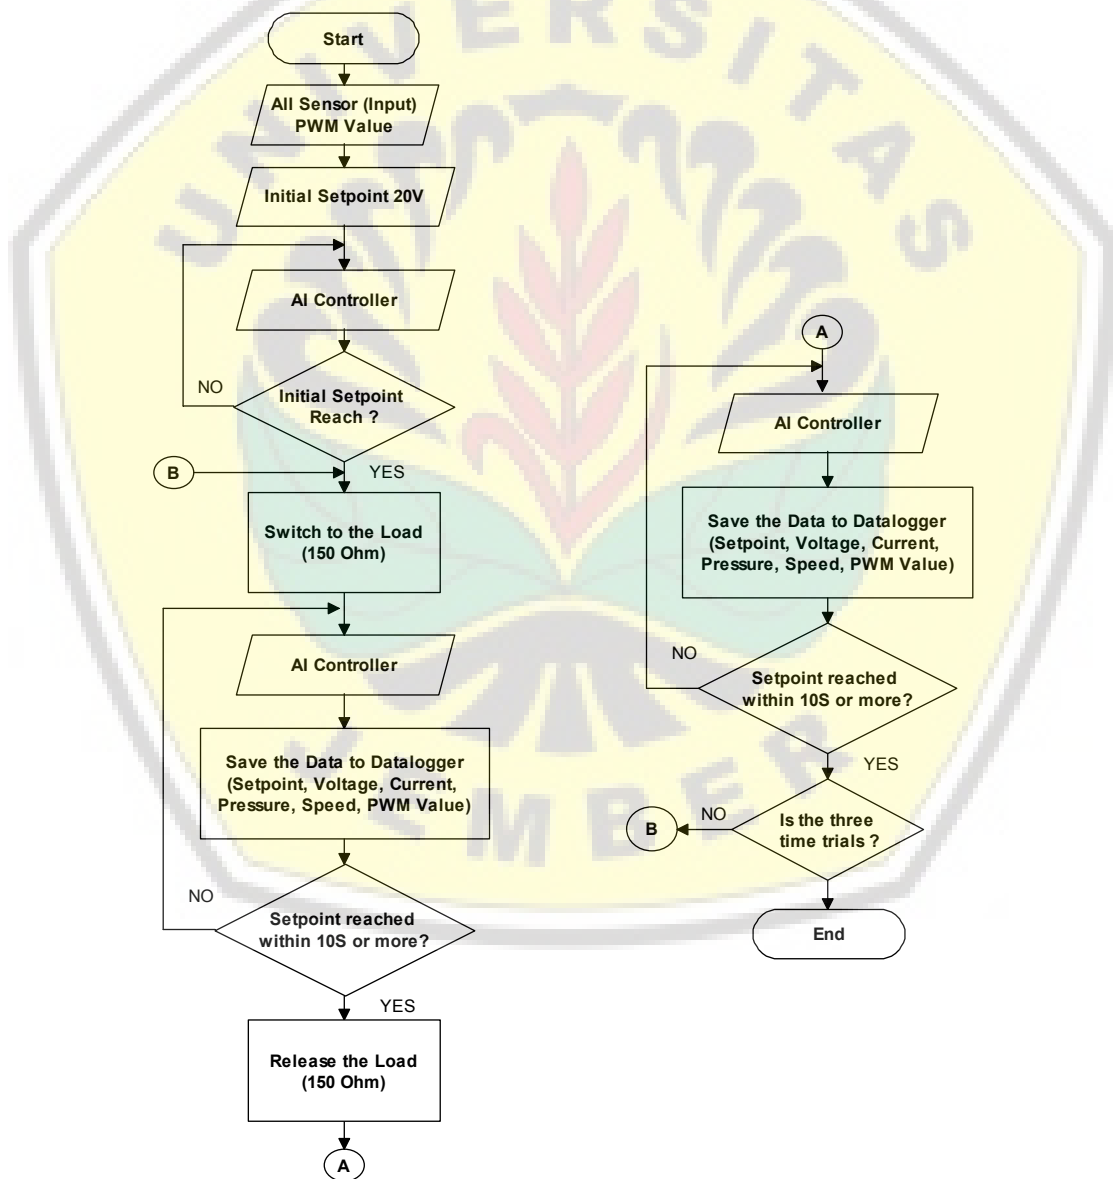 UNIVERSITAS
JEMBER
Start
All Sensor (Input)
PWM Value
Initial Setpoint 20V
AI Controller
NO
Initial Setpoint
Reach ?
B
YES
Switch to the Load
(150 Ohm)
AI Controller
Save the Data to Datalogger
(Setpoint, Voltage, Current,
Pressure, Speed, PWM Value)
NO
Setpoint reached
within 10S or more?
YES
Release the Load
(150 Ohm)
A
A
AI Controller
Save the Data to Datalogger
(Setpoint, Voltage, Current,
Pressure, Speed, PWM Value)
NO
Setpoint reached
within 10S or more?
YES
B
NO
Is the three
time trials ?
End